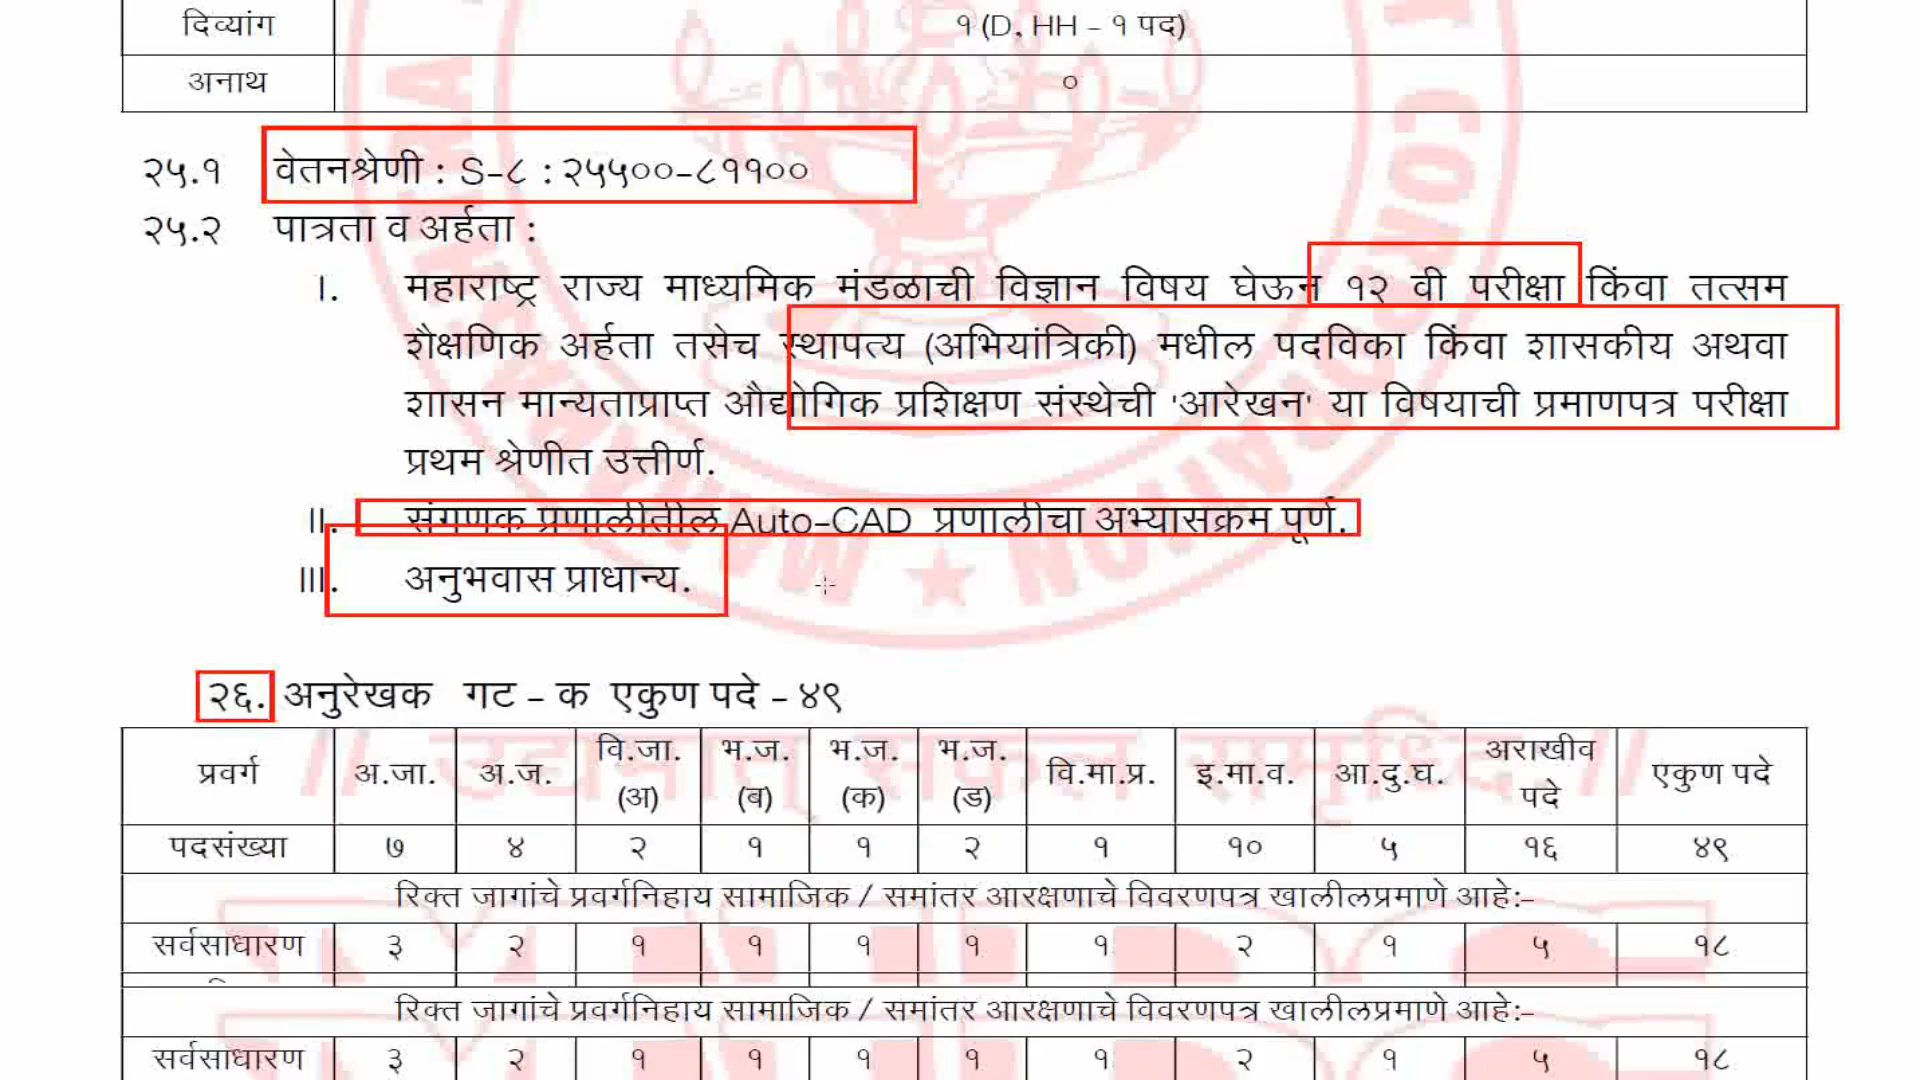 दिव्यांग १ (D, HH – १ पद)
अनाथ ०
२५.१ वेतनश्रेणी : S-८ : २५५००-८११००
२५.२ पात्रता व अर्हता :
I. महाराष्ट्र राज्य माध्यमिक मंडळाची विज्ञान विषय घेऊन १२ वी परीक्षा किंवा तत्सम
शैक्षणिक अर्हता तसेच स्थापत्य (अभियांत्रिकी) मधील पदविका किंवा शासकीय अथवा
शासन मान्यताप्राप्त औद्योगिक प्रशिक्षण संस्थेची 'आरेखन' या विषयाची प्रमाणपत्र परीक्षा
प्रथम श्रेणीत उत्तीर्ण.
II. संगणक प्रणालीतील Auto-CAD प्रणालीचा अभ्यासक्रम पूर्ण.
III. अनुभवास प्राधान्य.
२६. अनुरेखक गट – क एकुण पदे – ४९
प्रवर्ग अ.जा. अ.ज. वि.जा. (अ) भ.ज. (ब) भ.ज. (क) भ.ज. (ड) वि.मा.प्र. इ.मा.व. आ.दु.घ. अराखीव पदे एकुण पदे
पदसंख्या ७ ४ २ १ १ २ १ १० ५ १६ ४९
रिक्त जागांचे प्रवर्गनिहाय सामाजिक / समांतर आरक्षणाचे विवरणपत्र खालीलप्रमाणे आहे:–
सर्वसाधारण ३ २ १ १ १ १ १ २ १ ५ १८
रिक्त जागांचे प्रवर्गनिहाय सामाजिक / समांतर आरक्षणाचे विवरणपत्र खालीलप्रमाणे आहे:–
सर्वसाधारण ३ २ १ १ १ १ १ २ १ ५ १८